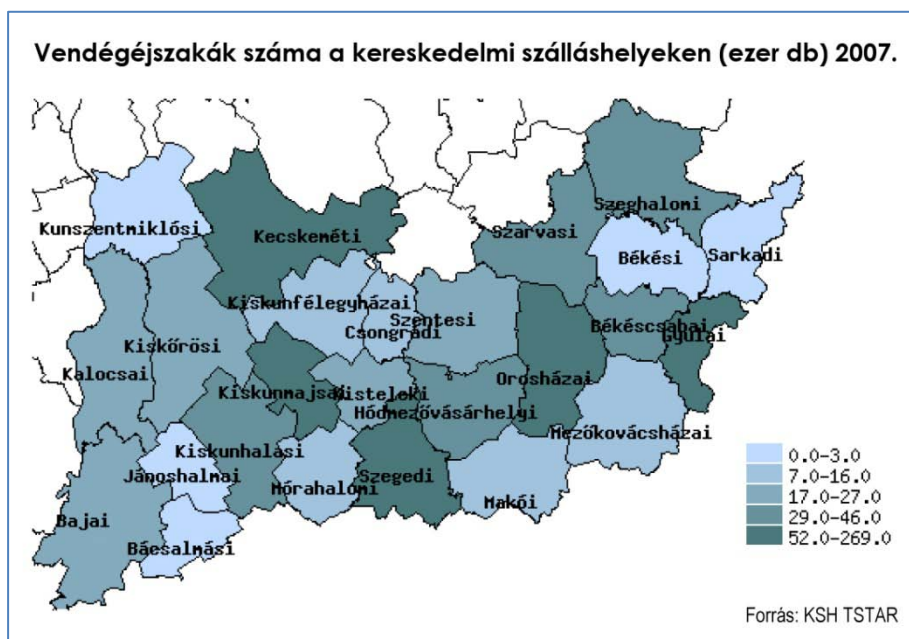 Vendégéjszakák száma a kereskedelmi szálláshelyeken (ezer db) 2007.
Szeghalomi
Kunszentmiklósi
Kecskeméti
Szarvasi
Békési
Sarkadi
Kiskunfélegyházai
Csongrádi
Szentesi
Békéscsabai
Gyulai
Kiskőrösi
Kalocsai
Kiskunmajsai
Kisteleki
Orosházai
Hódmezővásárhelyi
Mezőkovácsházai
Kiskunhalasi
Jánoshalmai
Mórahalomi
Szegedi
Makói
Bajai
Bácsalmási
0.0-3.0
7.0-16.0
17.0-27.0
29.0-46.0
52.0-269.0
Forrás: KSH TSTAR